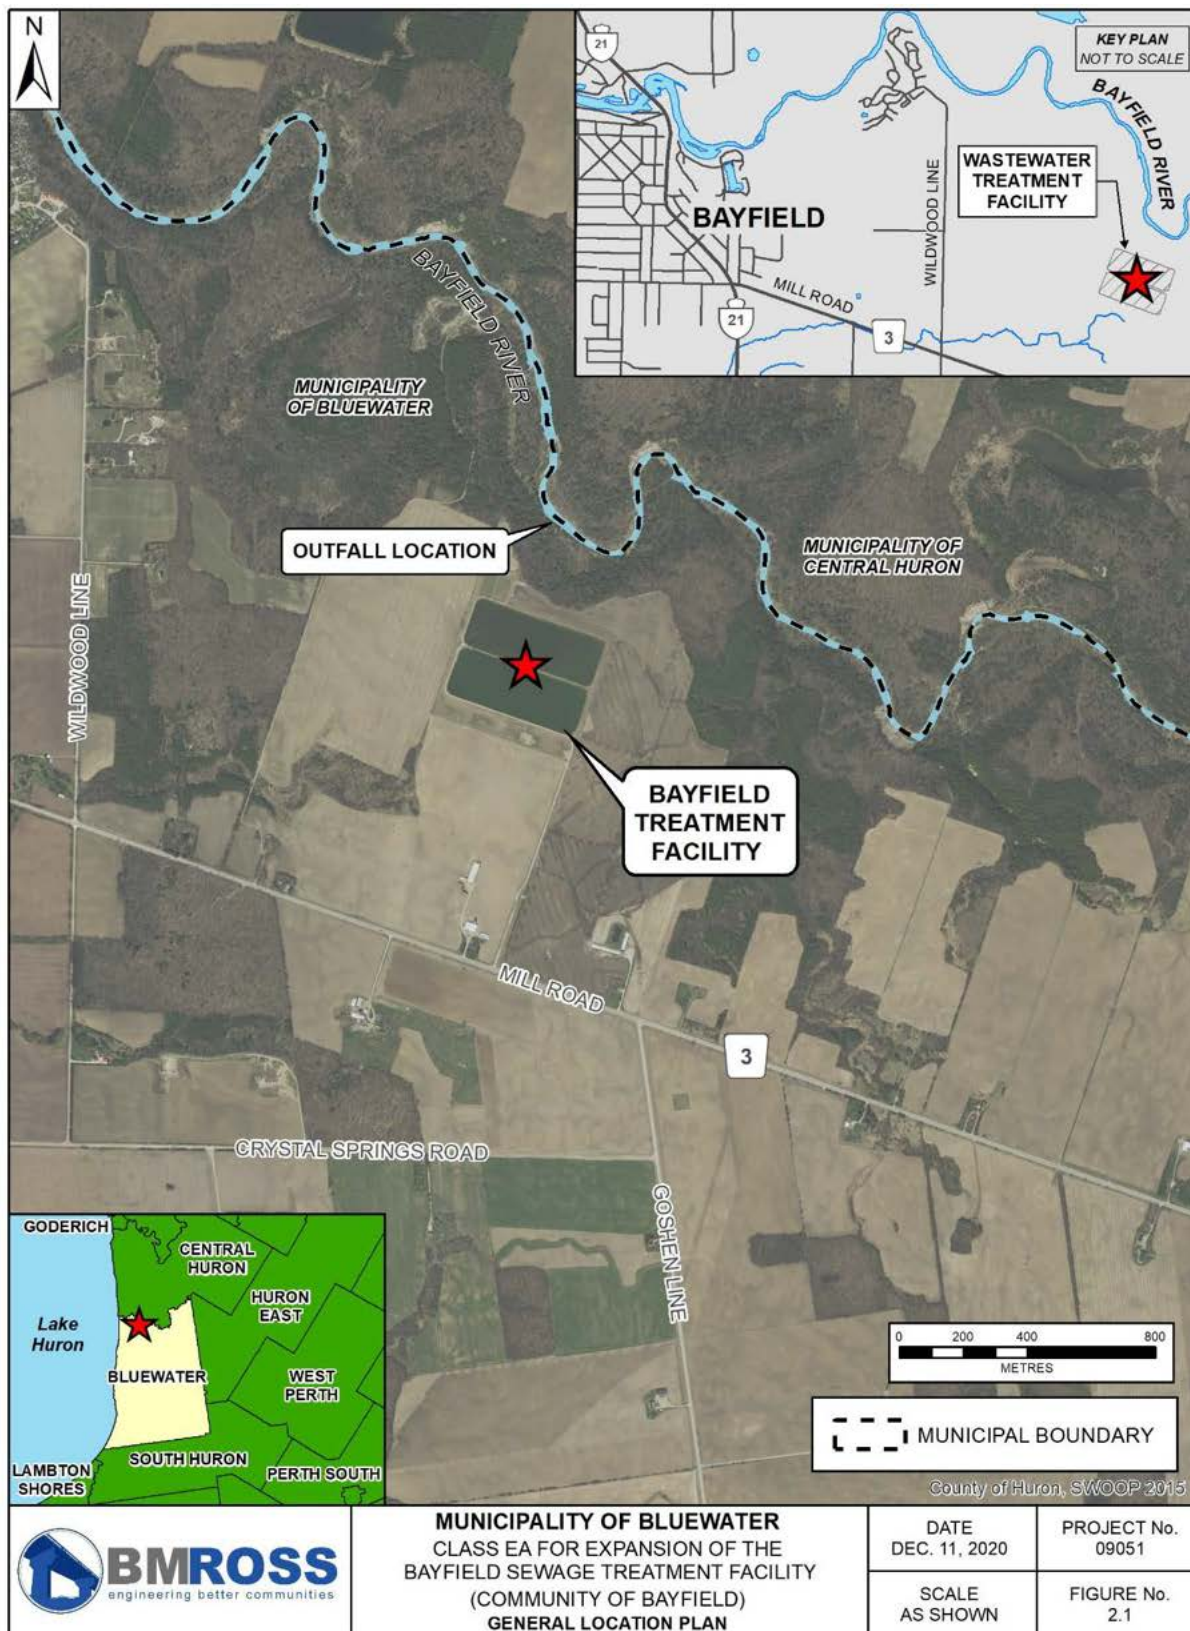 N
21
KEY PLAN
NOT TO SCALE
BAYFIELD RIVER
WASTEWATER
TREATMENT
FACILITY
WILDWOOD LINE
BAYFIELD
MILL ROAD
21
3
BAYFIELD RIVER
MUNICIPALITY
OF BLUEWATER
OUTFALL LOCATION
MUNICIPALITY OF
CENTRAL HURON
WILDWOOD LINE
BAYFIELD
TREATMENT
FACILITY
MILL ROAD
3
CRYSTAL SPRINGS ROAD
GOSHEN LINE
GODERICH
CENTRAL
HURON
HURON
EAST
Lake
Huron
BLUEWATER
WEST
PERTH
SOUTH HURON
LAMBTON
SHORES
PERTH SOUTH
0 200 400 800
METRES
MUNICIPAL BOUNDARY
County of Huron, SWOOP 2015
BMROSS
engineering better communities
MUNICIPALITY OF BLUEWATER
CLASS EA FOR EXPANSION OF THE
BAYFIELD SEWAGE TREATMENT FACILITY
(COMMUNITY OF BAYFIELD)
GENERAL LOCATION PLAN
DATE
DEC. 11, 2020
PROJECT No.
09051
SCALE
AS SHOWN
FIGURE No.
2.1